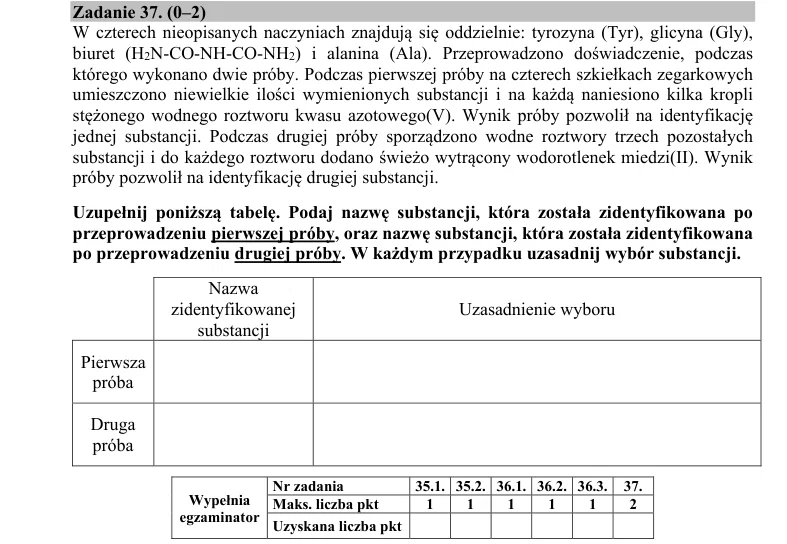 Zadanie 37. (0–2)
W czterech nieopisanych naczyniach znajdują się oddzielnie: tyrozyna (Tyr), glicyna (Gly),
biuret (H2N-CO-NH-CO-NH2) i alanina (Ala). Przeprowadzono doświadczenie, podczas
którego wykonano dwie próby. Podczas pierwszej próby na czterech szkiełkach zegarkowych
umieszczono niewielkie ilości wymienionych substancji i na każdą naniesiono kilka kropli
stężonego wodnego roztworu kwasu azotowego(V). Wynik próby pozwolił na identyfikację
jednej substancji. Podczas drugiej próby sporządzono wodne roztwory trzech pozostałych
substancji i do każdego roztworu dodano świeżo wytrącony wodorotlenek miedzi(II). Wynik
próby pozwolił na identyfikację drugiej substancji.
Uzupełnij poniższą tabelę. Podaj nazwę substancji, która została zidentyfikowana po
przeprowadzeniu pierwszej próby, oraz nazwę substancji, która została zidentyfikowana
po przeprowadzeniu drugiej próby. W każdym przypadku uzasadnij wybór substancji.
Nazwa
zidentyfikowanej
substancji
Uzasadnienie wyboru
Pierwsza
próba
Druga
próba
Wypełnia
egzaminator
Nr zadania 35.1. 35.2. 36.1. 36.2. 36.3. 37.
Maks. liczba pkt 1 1 1 1 1 2
Uzyskana liczba pkt